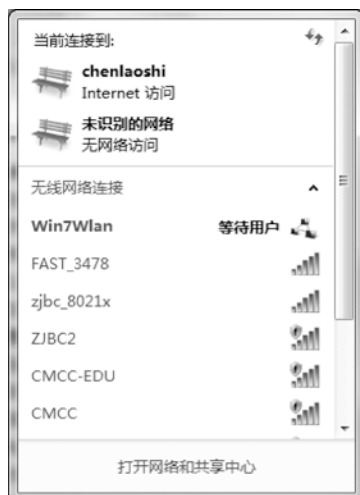 当前连接到:
chenlaoshi
Internet 访问
未识别的网络
无网络访问
无线网络连接
Win7Wlan 等待用户
FAST_3478
zjbc_8021x
ZJBC2
CMCC-EDU
CMCC
打开网络和共享中心